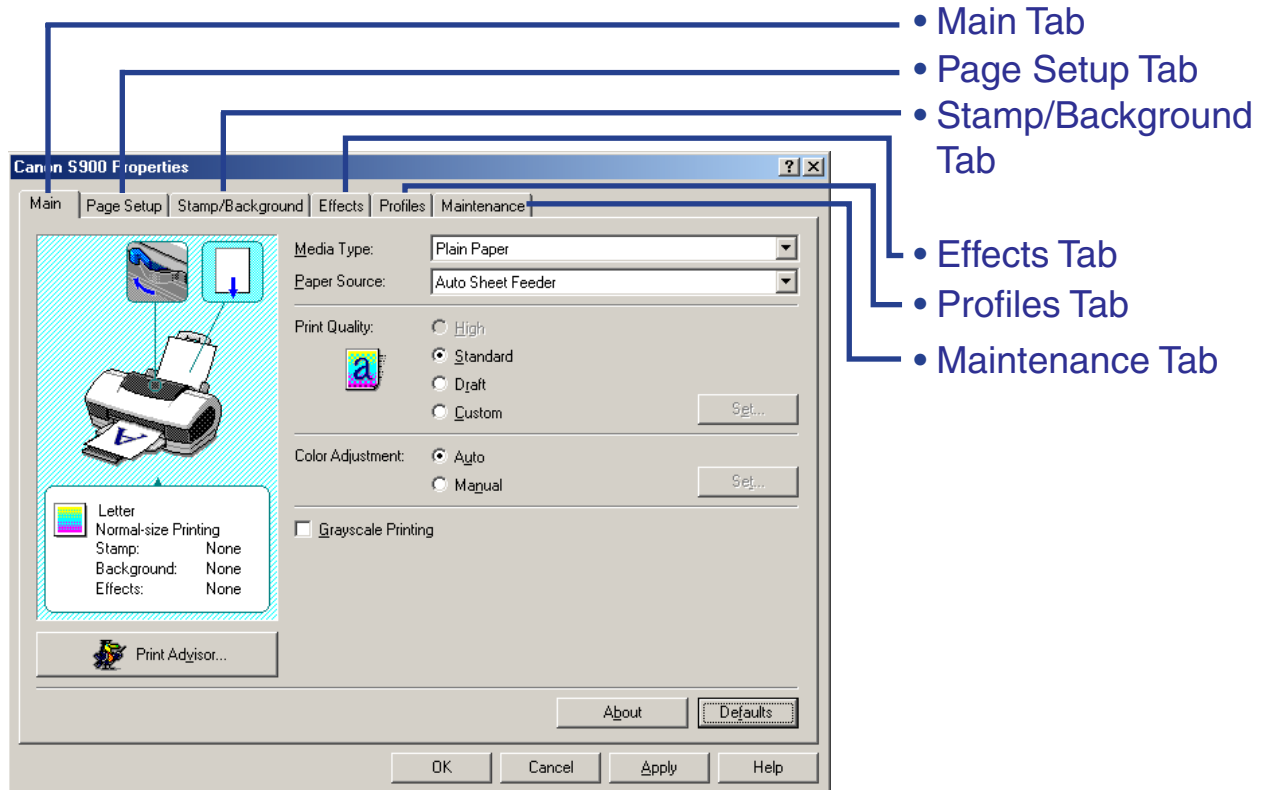 • Main Tab
• Page Setup Tab
• Stamp/Background
Tab
• Effects Tab
• Profiles Tab
• Maintenance Tab
Canon S900 Properties
Main Page Setup Stamp/Background Effects Profiles Maintenance
Media Type: Plain Paper
Paper Source: Auto Sheet Feeder
Print Quality: High
a
Standard
Draft
Custom Set...
Color Adjustment: Auto
Manual Set...
Grayscale Printing
A
Letter
Normal-size Printing
Stamp: None
Background: None
Effects: None
Print Advisor...
About Defaults
OK Cancel Apply Help